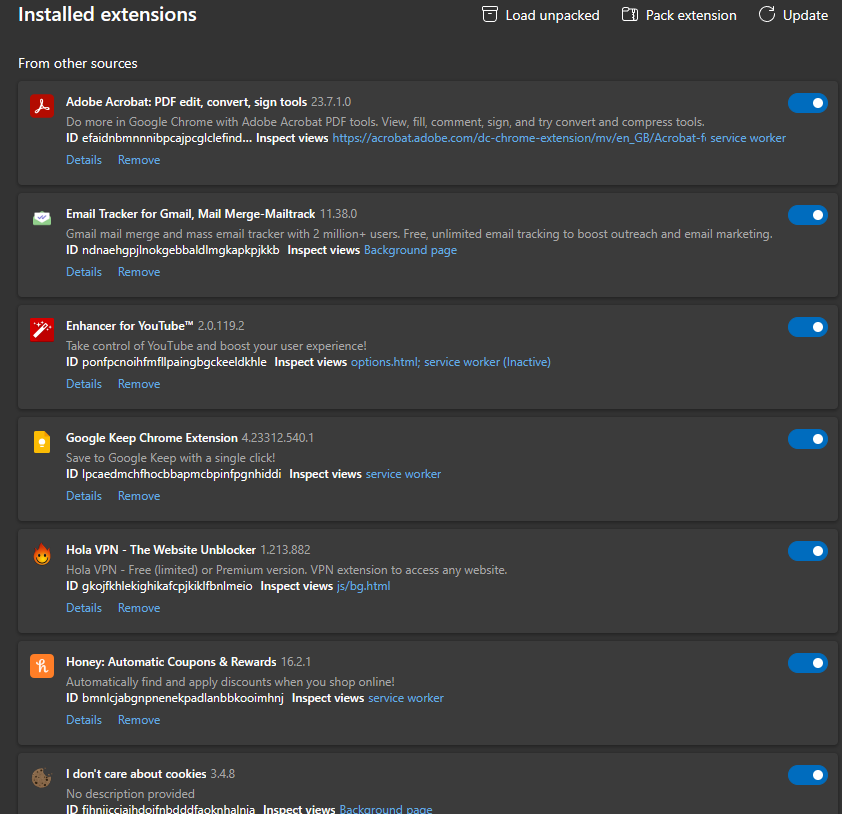 Installed extensions
Load unpacked
Pack extension
Update
From other sources
Adobe Acrobat: PDF edit, convert, sign tools 23.7.1.0
Do more in Google Chrome with Adobe Acrobat PDF tools. View, fill, comment, sign, and try convert and compress tools.
ID efaidnbmnnnibpcajpcglclefind... Inspect views https://acrobat.adobe.com/dc-chrome-extension/mv/en_GB/Acrobat-f service worker
Details Remove
Email Tracker for Gmail, Mail Merge-Mailtrack 11.38.0
Gmail mail merge and mass email tracker with 2 million+ users. Free, unlimited email tracking to boost outreach and email marketing.
ID ndnaehgpjlnokgebbaldlmgkapkpjkkb Inspect views Background page
Details Remove
Enhancer for YouTube™ 2.0.119.2
Take control of YouTube and boost your user experience!
ID ponfpcnoihfmfllpaingbgckeeldkhle Inspect views options.html; service worker (Inactive)
Details Remove
Google Keep Chrome Extension 4.23312.540.1
Save to Google Keep with a single click!
ID lpcaedmchfhocbbapmcbpinfpgnhiddi Inspect views service worker
Details Remove
Hola VPN - The Website Unblocker 1.213.882
Hola VPN - Free (limited) or Premium version. VPN extension to access any website.
ID gkojfkhlekighikafcpjkiklfbnlmeio Inspect views js/bg.html
Details Remove
Honey: Automatic Coupons & Rewards 16.2.1
Automatically find and apply discounts when you shop online!
ID bmnlcjabgnpnenekpadlanbbkooimhnj Inspect views service worker
Details Remove
I don't care about cookies 3.4.8
No description provided
ID fihnjjcciajhdojfnbdddfaoknhalnja Inspect views Background page